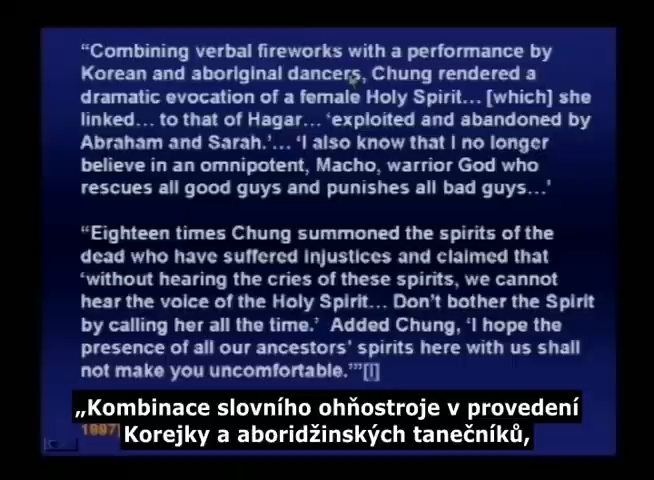 “Combining verbal fireworks with a performance by
Korean and aboriginal dancers, Chung rendered a
dramatic evocation of a female Holy Spirit... [which] she
linked... to that of Hagar... ‘exploited and abandoned by
Abraham and Sarah.’... ‘I also know that I no longer
believe in an omnipotent, Macho, warrior God who
rescues all good guys and punishes all bad guys...’
“Eighteen times Chung summoned the spirits of the
dead who have suffered injustices and claimed that
‘without hearing the cries of these spirits, we cannot
hear the voice of the Holy Spirit... Don’t bother the Spirit
by calling her all the time.’ Added Chung, ‘I hope the
presence of all our ancestors’ spirits here with us shall
not make you uncomfortable.’”[I]
„Kombinace slovního ohňostroje v provedení
Korejky a aboridžinských tanečníků,